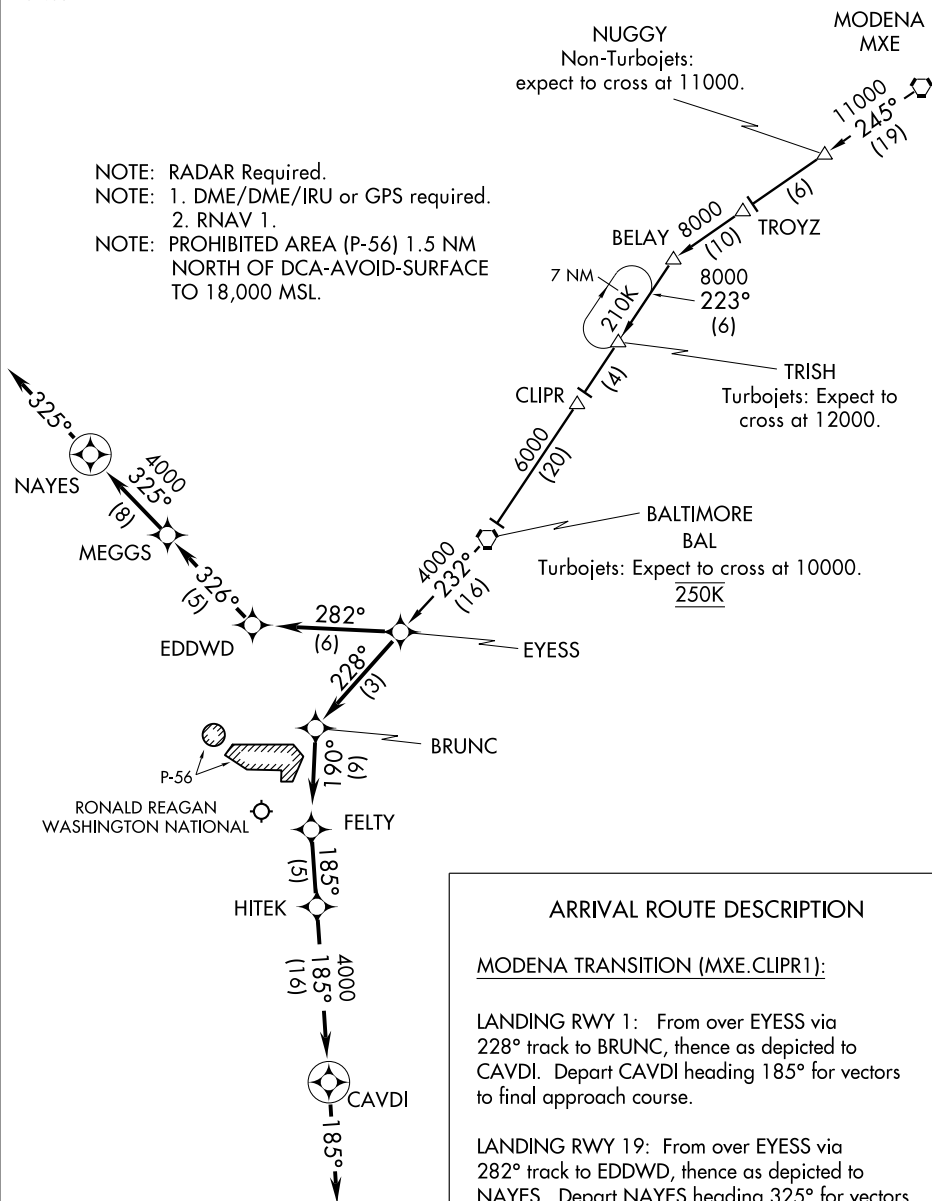 MODENA
MXE
NUGGY
Non-Turbojets:
expect to cross at 11000.
11000
245°
(19)
(6)
NOTE: RADAR Required.
NOTE: 1. DME/DME/IRU or GPS required.
2. RNAV 1.
NOTE: PROHIBITED AREA (P-56) 1.5 NM
NORTH OF DCA-AVOID-SURFACE
TO 18,000 MSL.
TROYZ
8000
(10)
BELAY
7 NM
210K
8000
223°
(6)
TRISH
Turbojets: Expect to
cross at 12000.
(4)
CLIPR
6000
(20)
325°
NAYES
4000
325°
(8)
MEGGS
326°
(5)
EDDWD
BALTIMORE
BAL
Turbojets: Expect to cross at 10000.
250K
4000
232°
(16)
282°
(6)
EYESS
228°
(3)
BRUNC
190°
(6)
P-56
RONALD REAGAN
WASHINGTON NATIONAL
FELTY
185°
(5)
HITEK
4000
185°
(16)
CAVDI
185°
ARRIVAL ROUTE DESCRIPTION
MODENA TRANSITION (MXE.CLIPR1):
LANDING RWY 1: From over EYESS via
228° track to BRUNC, thence as depicted to
CAVDI. Depart CAVDI heading 185° for vectors
to final approach course.
LANDING RWY 19: From over EYESS via
282° track to EDDWD, thence as depicted to
NAYES. Depart NAYES heading 325° for vectors